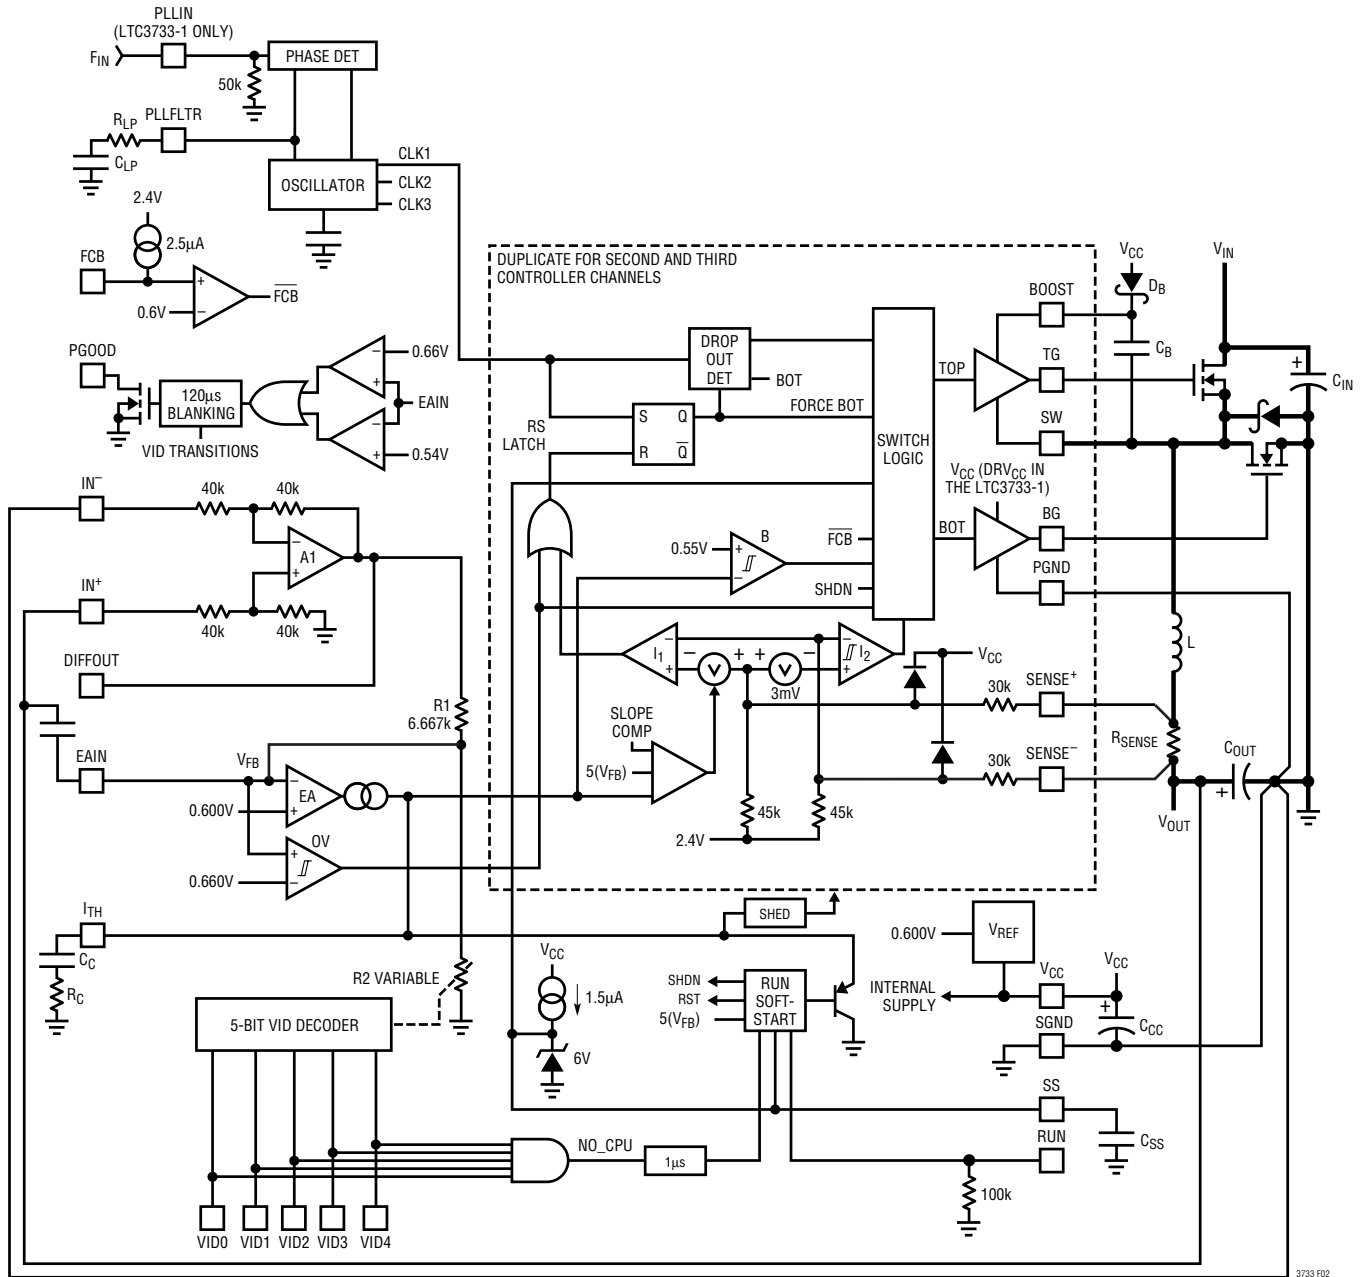 PLLIN
(LTC3733-1 ONLY)
FIN
50k
PHASE DET
RLP
PLLFLTR
CLP
OSCILLATOR
CLK1
CLK2
CLK3
2.4V
2.5µA
FCB
0.6V
+
−
FCB
PGOOD
120µs
BLANKING
VID TRANSITIONS
−
0.66V
+
EAIN
−
+
0.54V
DUPLICATE FOR SECOND AND THIRD
CONTROLLER CHANNELS
DROP
OUT
DET
BOT
RS
LATCH
S
Q
R
Q
FORCE BOT
SWITCH
LOGIC
TOP
BOT
VCC (DRVCC IN
THE LTC3733-1)
0.55V
+
−
B
FCB
SHDN
BOOST
TG
SW
BG
PGND
VCC
DB
CB
VIN
+
CIN
L
IN−
40k
40k
−
A1
+
IN+
40k
40k
DIFFOUT
R1
6.667k
EAIN
VFB
−
EA
+
0.600V
OV
+
−
0.660V
I1
−
+
−
+
+
−
V
V
3mV
−
I2
+
VCC
SLOPE
COMP
5(VFB)
45k
45k
2.4V
30k
SENSE+
30k
SENSE−
RSENSE
COUT
+
VOUT
ITH
CC
RC
SHED
R2 VARIABLE
5-BIT VID DECODER
VCC
1.5µA
6V
SHDN
RST
5(VFB)
RUN
SOFT-
START
0.600V
VREF
INTERNAL
SUPPLY
VCC
VCC
+
CCC
SGND
SS
CSS
RUN
100k
NO_CPU
1µs
VID0
VID1
VID2
VID3
VID4
3733 F02